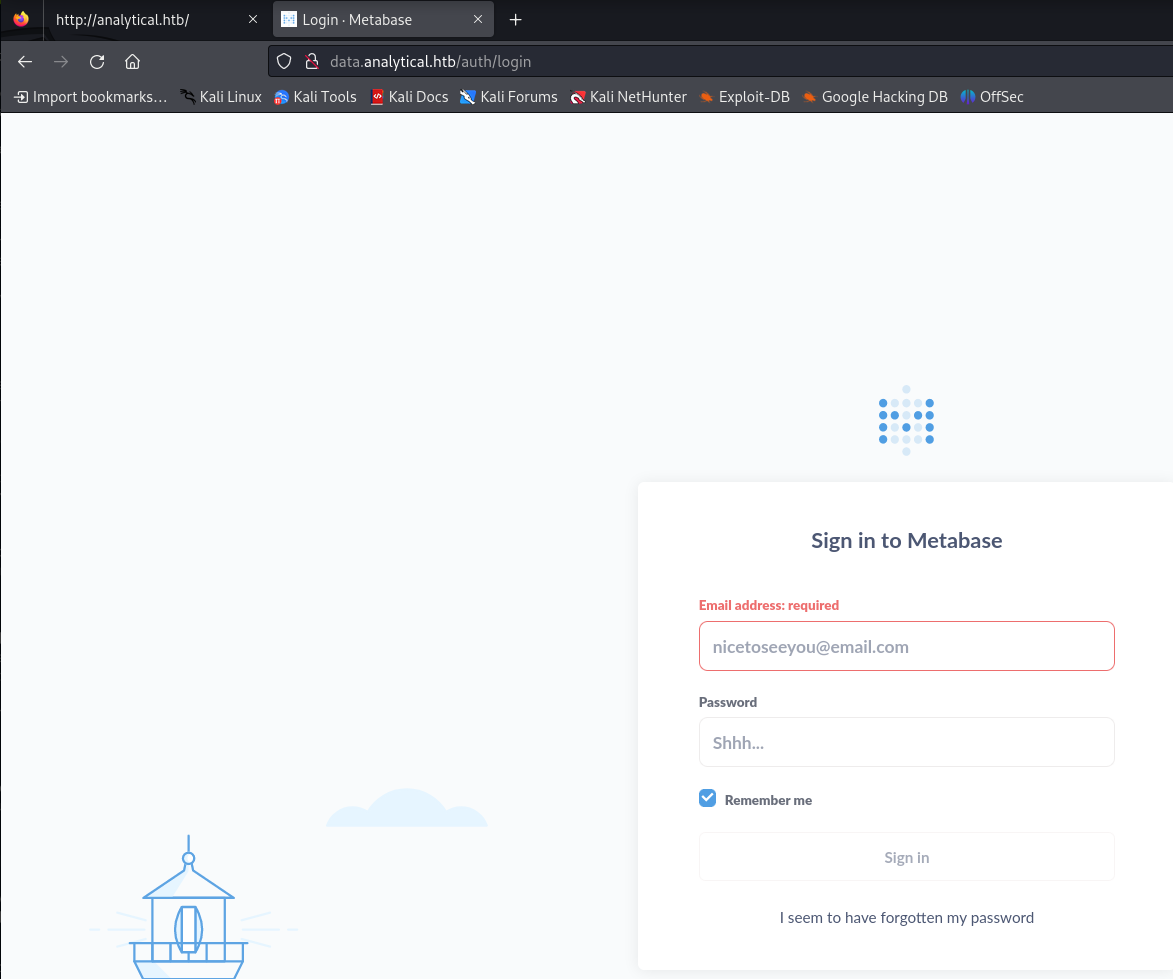 http://analytical.htb/ Login · Metabase
data.analytical.htb/auth/login
Import bookmarks… Kali Linux Kali Tools Kali Docs Kali Forums Kali NetHunter Exploit-DB Google Hacking DB OffSec
Sign in to Metabase
Email address: required
nicetoseeyou@email.com
Password
Shhh...
Remember me
Sign in
I seem to have forgotten my password